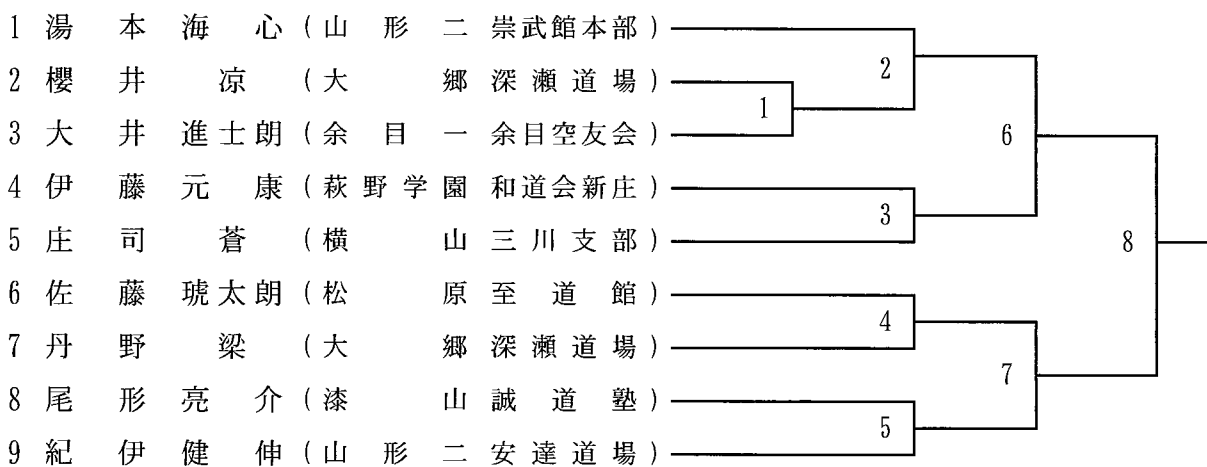 1 湯本海心(山形二 崇武館本部)
2 櫻井涼(大郷 深瀬道場)
3 大井進士朗(余目一 余目空友会)
4 伊藤元康(萩野学園 和道会新庄)
5 庄司蒼(横山 三川支部)
6 佐藤琥太朗(松原 至道館)
7 丹野梁(大郷 深瀬道場)
8 尾形亮介(漆山 誠道塾)
9 紀伊健伸(山形二 安達道場)
1
2
3
4
5
6
7
8